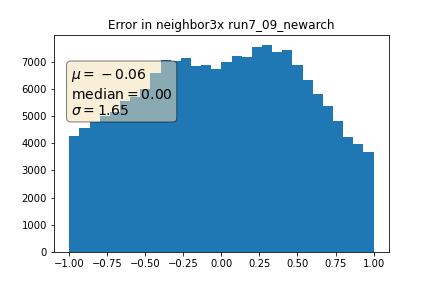 Error in neighbor3x run7_09_newarch
μ = −0.06
median = 0.00
σ = 1.65
7000
6000
5000
4000
3000
2000
1000
0
−1.00 −0.75 −0.50 −0.25 0.00 0.25 0.50 0.75 1.00